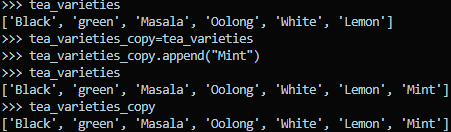 >>> tea_varieties
['Black', 'green', 'Masala', 'Oolong', 'White', 'Lemon']
>>> tea_varieties_copy=tea_varieties
>>> tea_varieties_copy.append("Mint")
>>> tea_varieties
['Black', 'green', 'Masala', 'Oolong', 'White', 'Lemon', 'Mint']
>>> tea_varieties_copy
['Black', 'green', 'Masala', 'Oolong', 'White', 'Lemon', 'Mint']